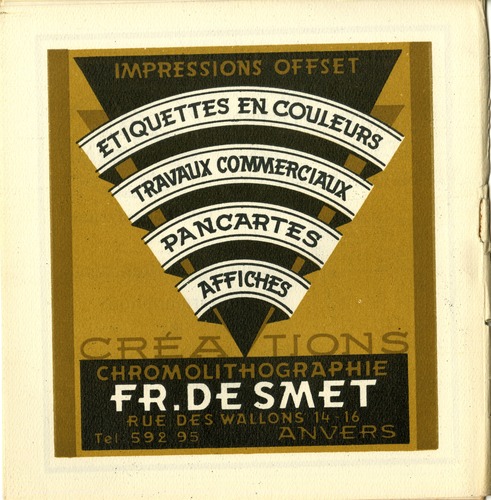 IMPRESSIONS OFFSET
ETIQUETTES EN COULEURS
TRAVAUX COMMERCIAUX
PANCARTES
AFFICHES
CRÉATIONS
CHROMOLITHOGRAPHIE
FR. DE SMET
RUE DES WALLONS 14-16
Tel. 592 95 ANVERS